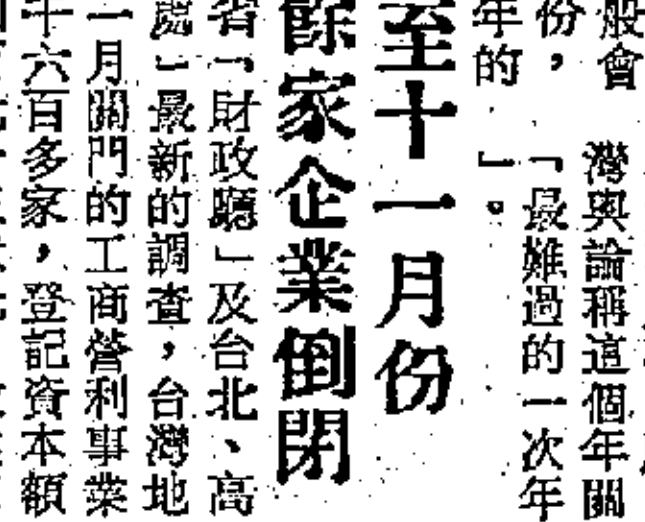 般會
灣輿論稱這個年關
份，
「最難過的一次年
年的
」。
至十一月份
餘家企業倒閉
省「財政廳」及台北、高
處」最新的調查，台灣地
一月關門的工商營利事業
千六百多家，登記資本額